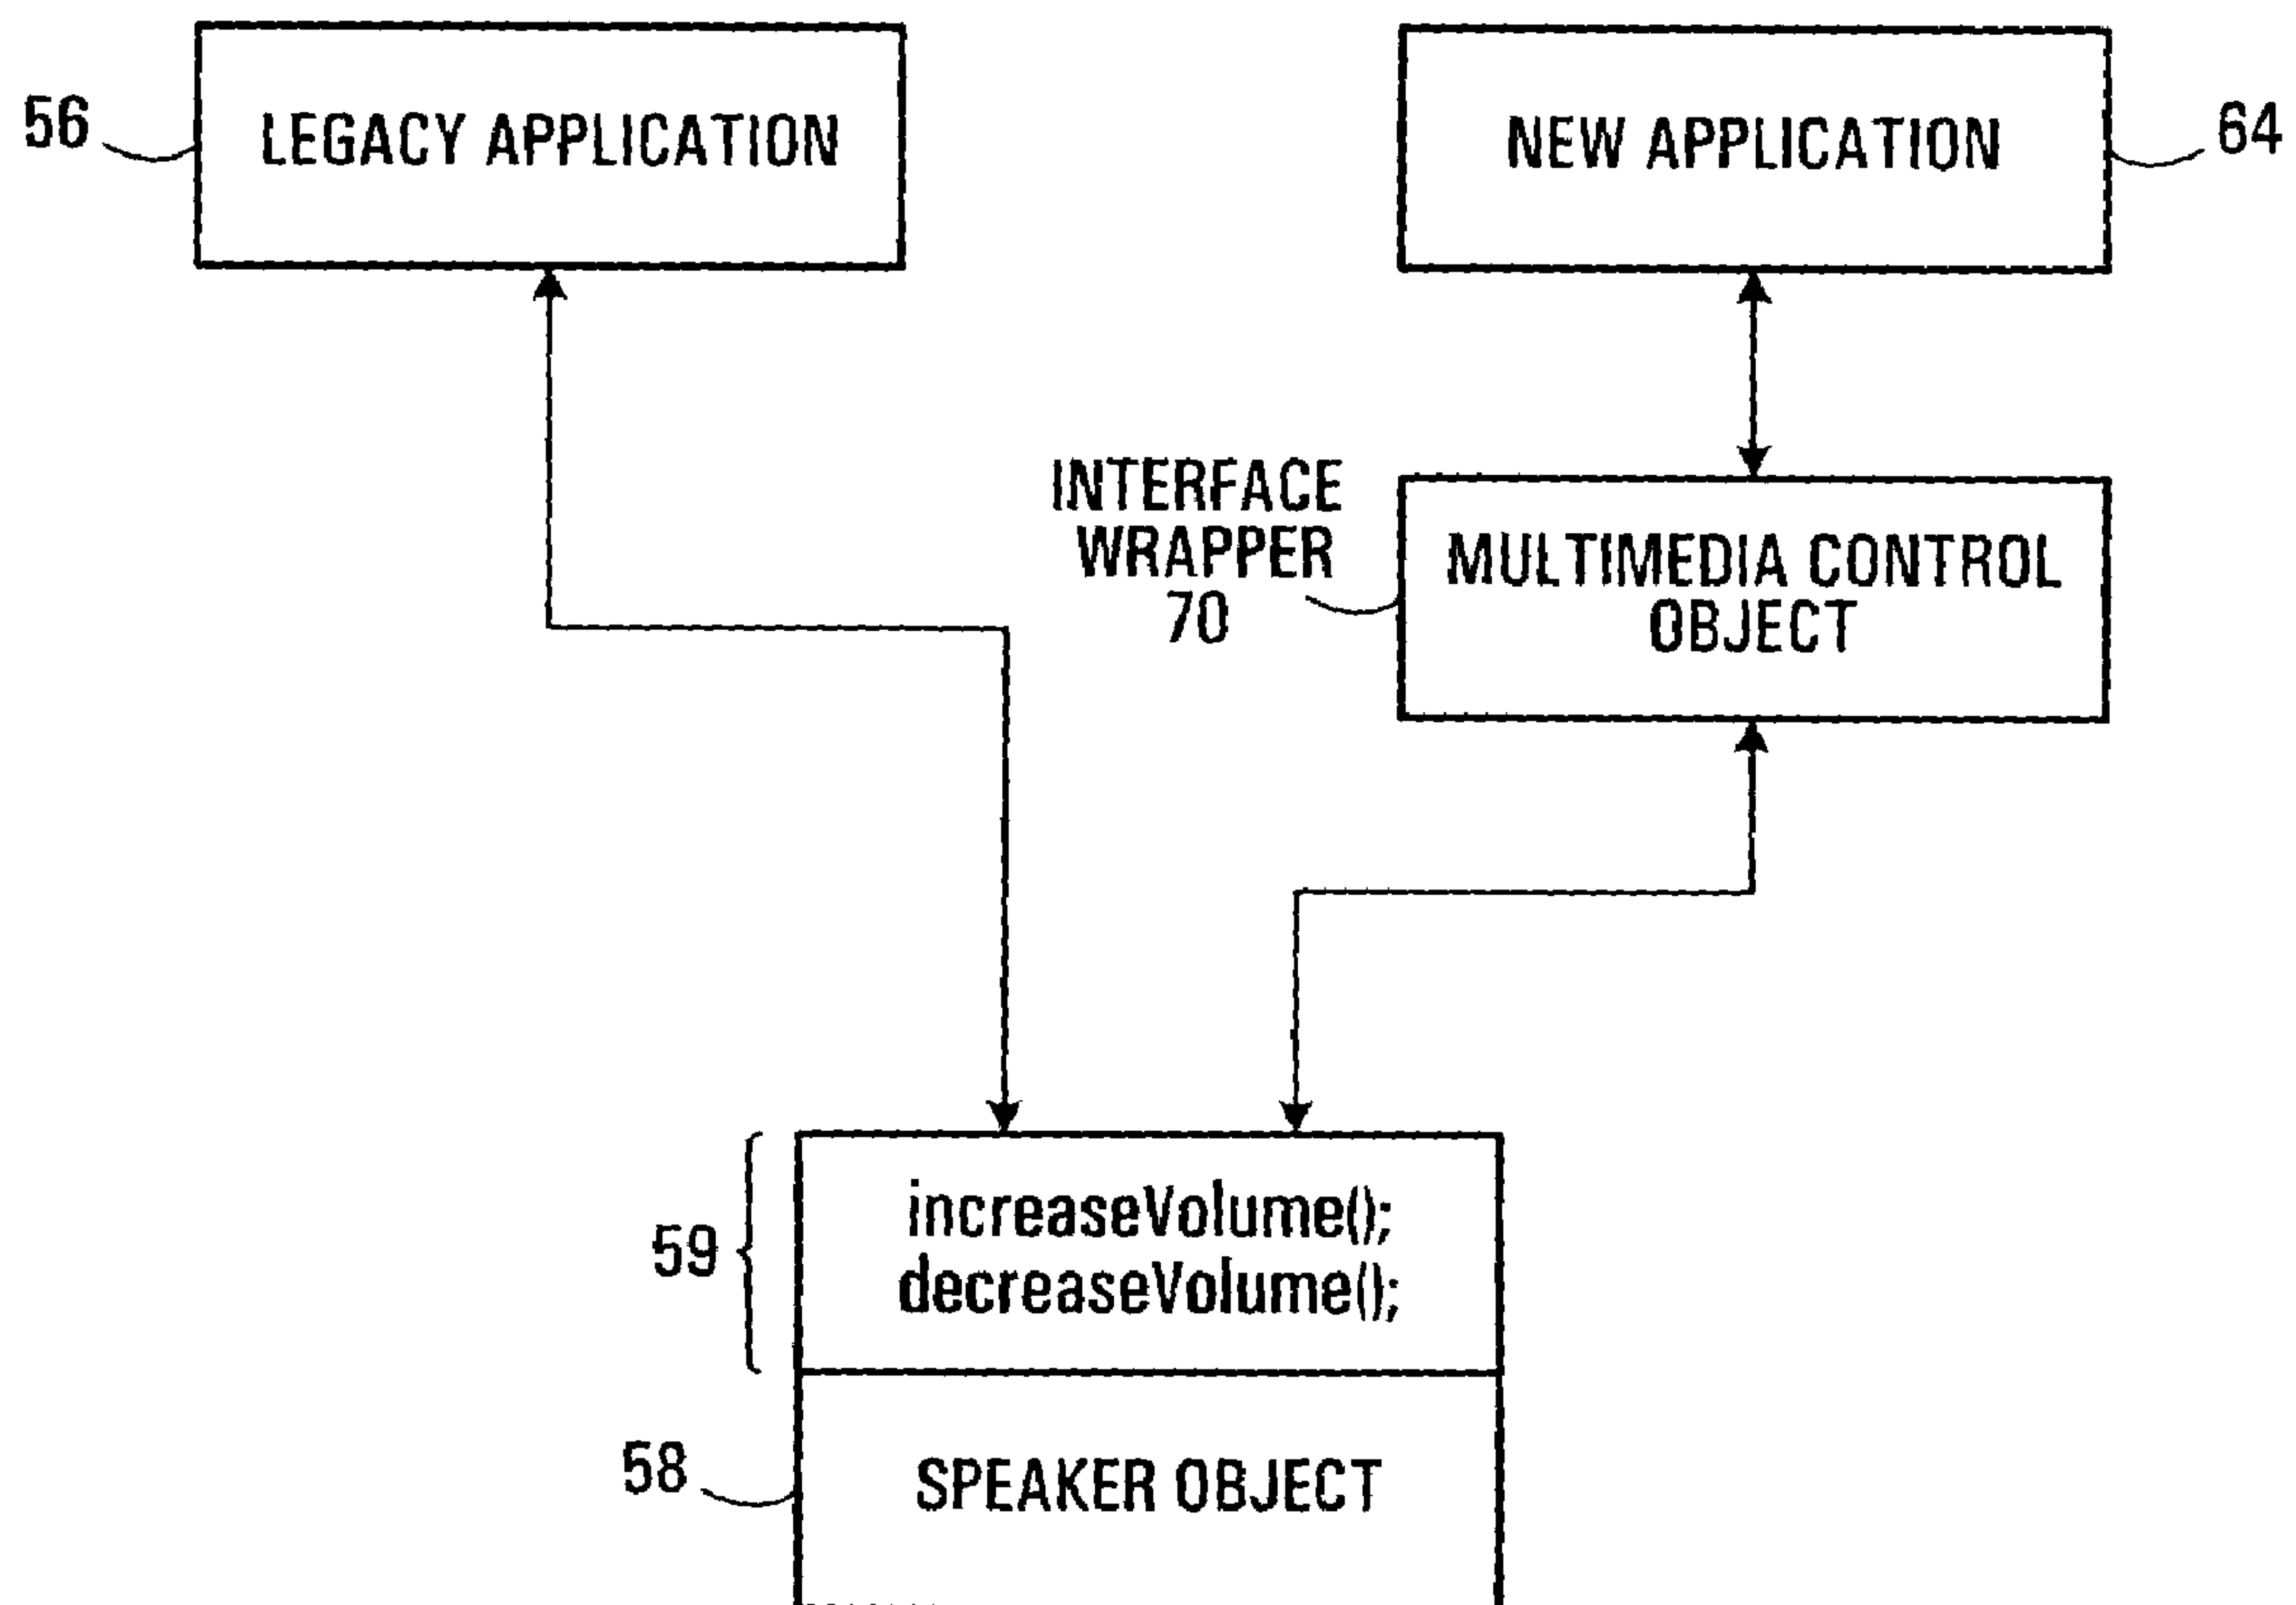 56
LEGACY APPLICATION
NEW APPLICATION
64
INTERFACE
WRAPPER
70
MULTIMEDIA CONTROL
OBJECT
59
increaseVolume();
decreaseVolume();
58
SPEAKER OBJECT